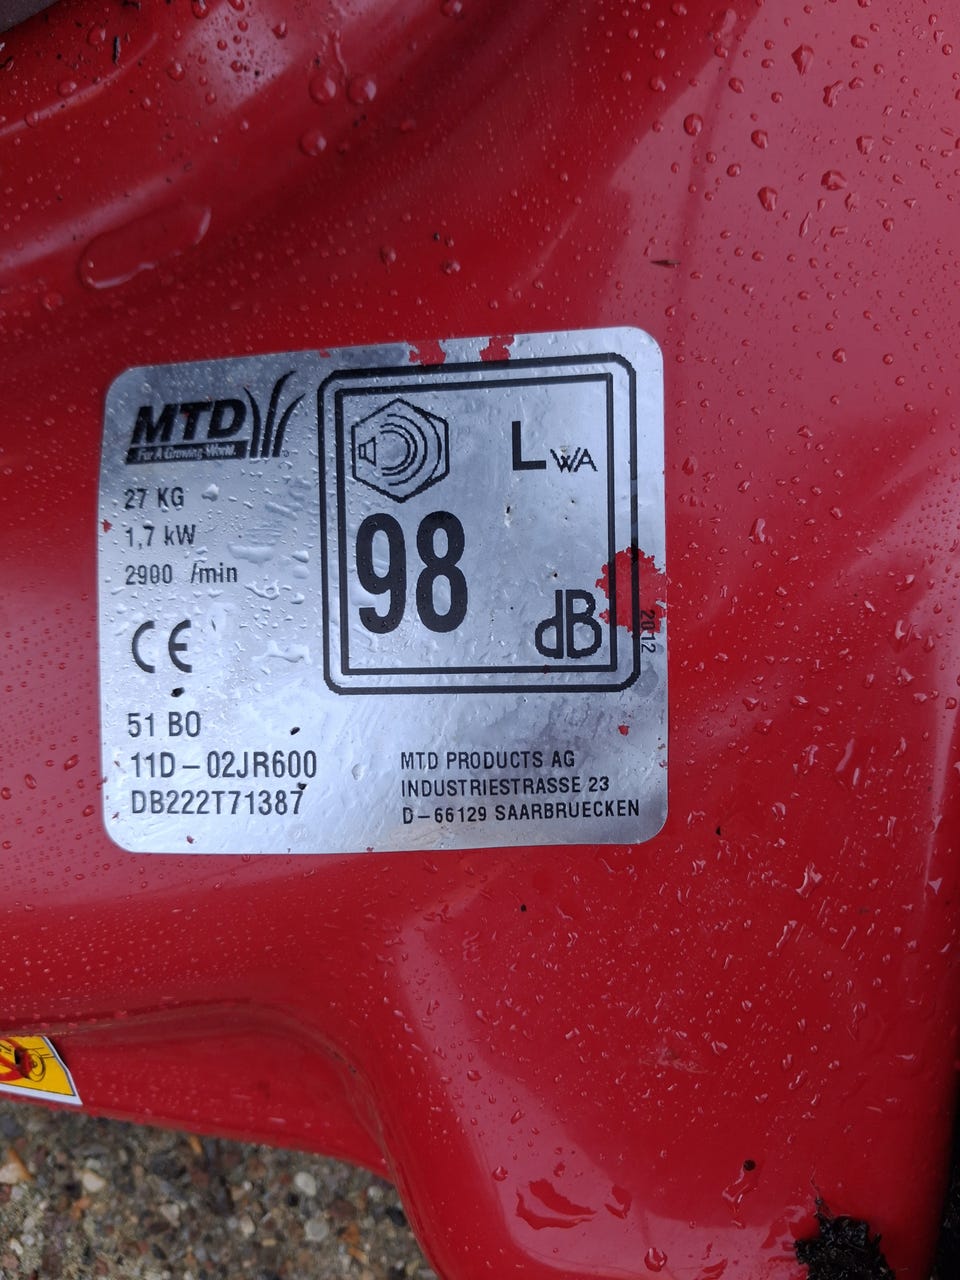 MTD
For A Growing World.
27 KG
1,7 kW
2900 /min
CE
LWA
98
dB
2012
51 BO
11D-02JR600
DB222T71387
MTD PRODUCTS AG
INDUSTRIESTRASSE 23
D-66129 SAARBRUECKEN